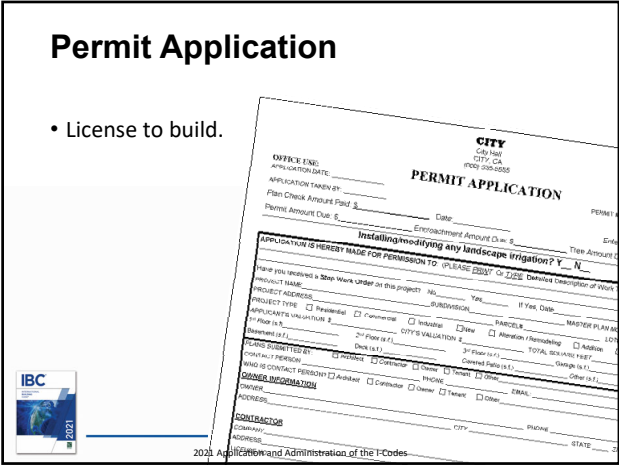 Permit Application
• License to build.
CITY
City Hall
CITY, CA
OFFICE USE:
APPLICATION DATE:
PERMIT APPLICATION
APPLICATION TAKEN BY:
PERMIT
Plan Check Amount Paid $ Date:
Permit Amount Due: $ Encroachment Amount Due: $ Tree Amount
Installing/modifying any landscape irrigation? Y__ N__
APPLICATION IS HEREBY MADE FOR PERMISSION TO (PLEASE PRINT Or TYPE Detailed Description of Work
Have you received a Stop Work Order on this project? No Yes If Yes, Date
PROJECT NAME:
PROJECT ADDRESS SUBDIVISION PARCEL# MASTER PLAN
PROJECT TYPE □ Residential □ Commercial □ Industrial □ New □ Alteration / Remodeling □ Addition
APPLICANT'S VALUATION $ CITY'S VALUATION $ TOTAL SQUARE FEET
1st Floor (s.f.) 2nd Floor (s.f.) 3rd Floor (s.f.) Garage (s.f.)
Basement (s.f.) Deck (s.f.) Covered Patio (s.f.) Other (s.f.)
PLANS SUBMITTED BY: □ Architect □ Contractor □ Owner □ Tenant □ Other
CONTACT PERSON PHONE EMAIL
WHO IS CONTACT PERSON? □ Architect □ Contractor □ Owner □ Tenant □ Other
OWNER INFORMATION
OWNER
ADDRESS CITY PHONE STATE
CONTRACTOR
COMPANY
ADDRESS
IBC
2021
2021 Application and Administration of the I-Codes